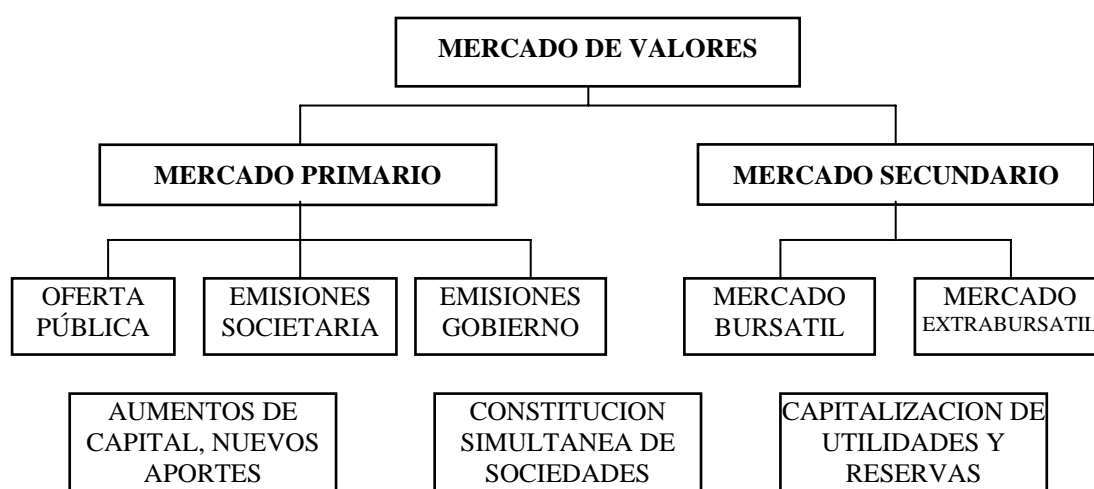 MERCADO DE VALORES
MERCADO PRIMARIO
MERCADO SECUNDARIO
OFERTA
PÚBLICA
EMISIONES
SOCIETARIA
EMISIONES
GOBIERNO
MERCADO
BURSATIL
MERCADO
EXTRABURSATIL
AUMENTOS DE
CAPITAL, NUEVOS
APORTES
CONSTITUCION
SIMULTANEA DE
SOCIEDADES
CAPITALIZACION DE
UTILIDADES Y
RESERVAS